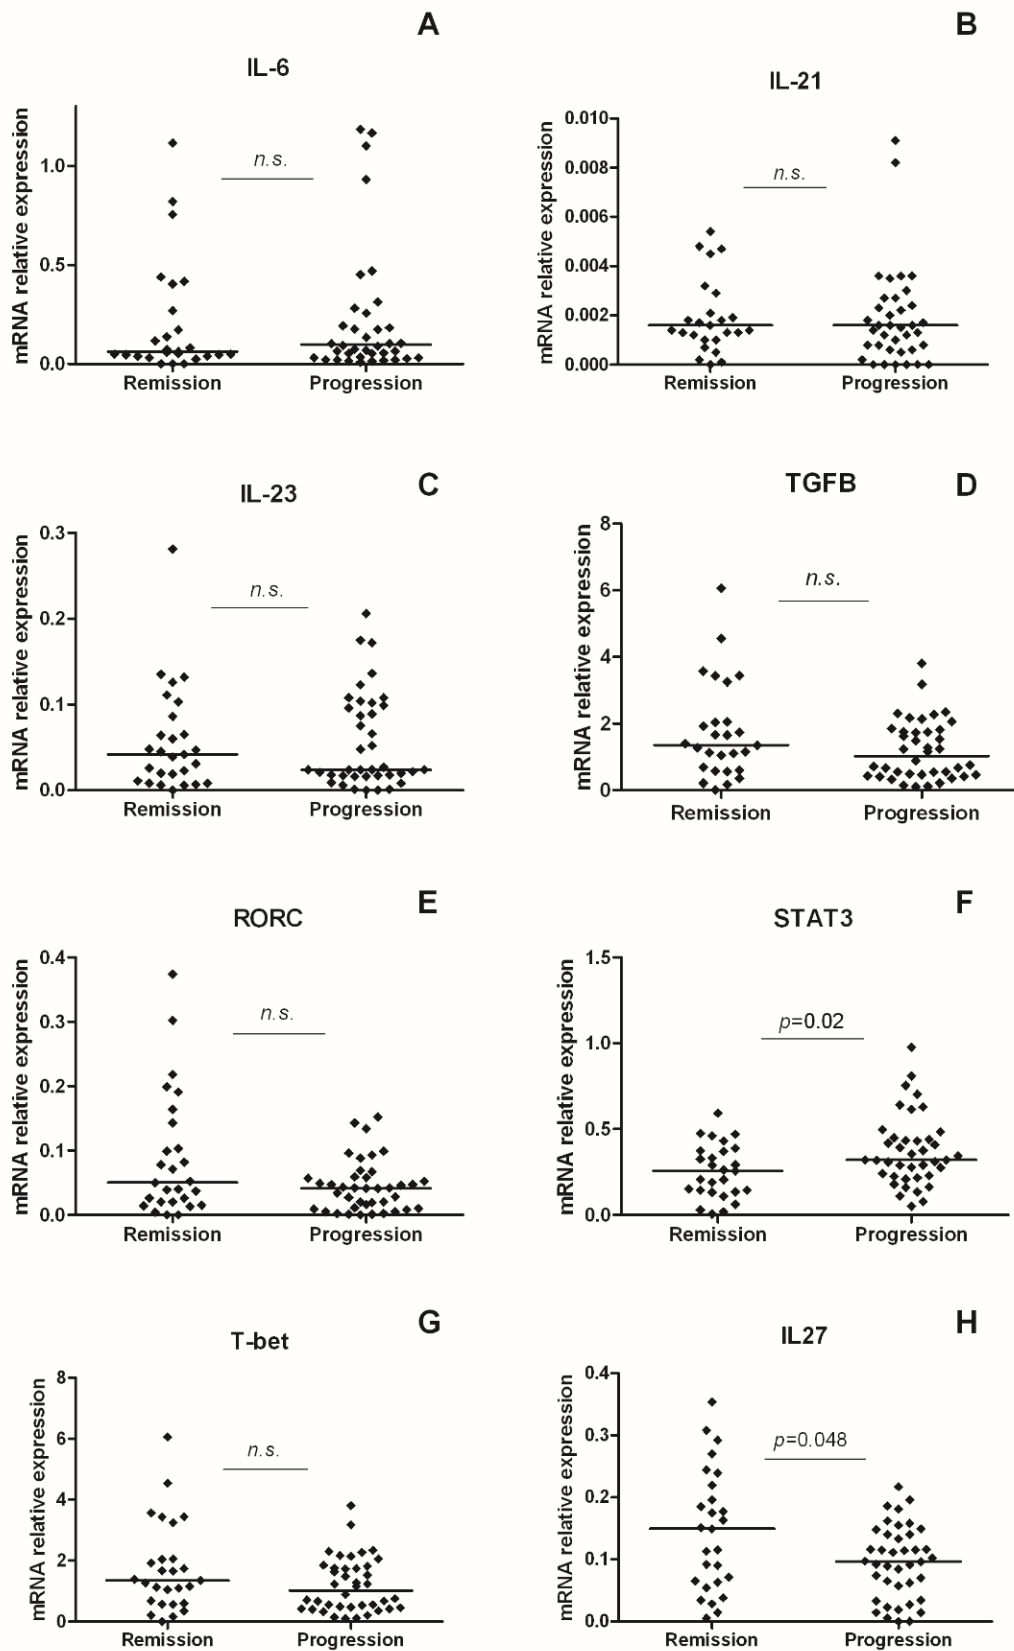 A
IL-6
mRNA relative expression
1.0
0.5
0.0
n.s.
Remission
Progression
B
IL-21
mRNA relative expression
0.010
0.008
0.006
0.004
0.002
0.000
n.s.
Remission
Progression
C
IL-23
mRNA relative expression
0.3
0.2
0.1
0.0
n.s.
Remission
Progression
D
TGFB
mRNA relative expression
8
6
4
2
0
n.s.
Remission
Progression
E
RORC
mRNA relative expression
0.4
0.3
0.2
0.1
0.0
n.s.
Remission
Progression
F
STAT3
mRNA relative expression
1.5
1.0
0.5
0.0
p=0.02
Remission
Progression
G
T-bet
mRNA relative expression
8
6
4
2
0
n.s.
Remission
Progression
H
IL27
mRNA relative expression
0.4
0.3
0.2
0.1
0.0
p=0.048
Remission
Progression